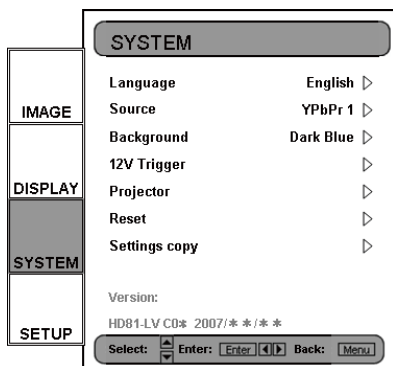 SYSTEM
Language English
Source YPbPr 1
Background Dark Blue
12V Trigger
Projector
Reset
Settings copy
Version:
HD81-LV C0* 2007/**/**
Select: Enter: Enter Back: Menu
IMAGE
DISPLAY
SYSTEM
SETUP